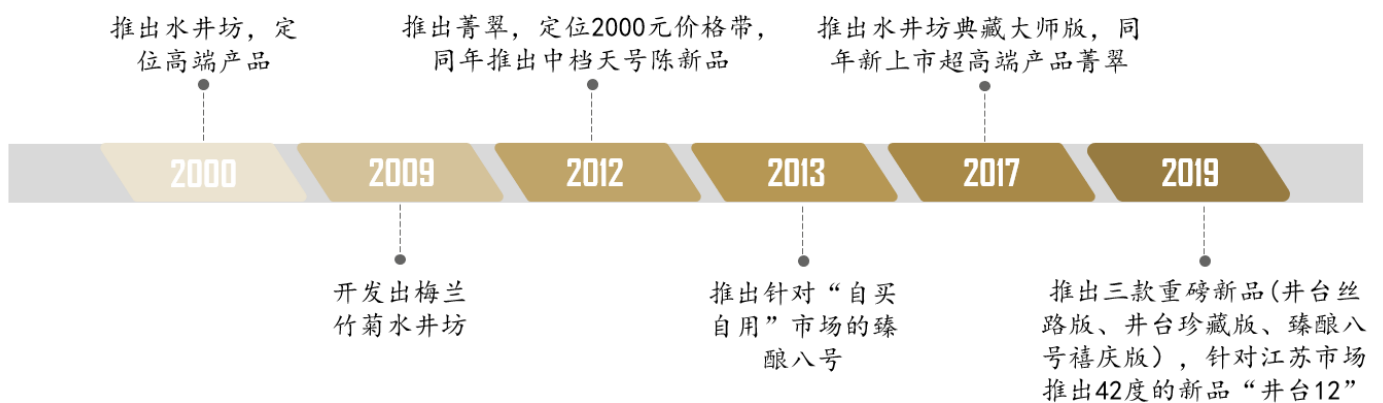 推出水井坊，定
位高端产品
推出菁翠，定位2000元价格带，
同年推出中档天号陈新品
推出水井坊典藏大师版，同
年新上市超高端产品菁翠
2000
2009
2012
2013
2017
2019
开发出梅兰
竹菊水井坊
推出针对“自买
自用”市场的臻
酿八号
推出三款重磅新品(井台丝
路版、井台珍藏版、臻酿八
号禧庆版），针对江苏市场
推出42度的新品“井台12”